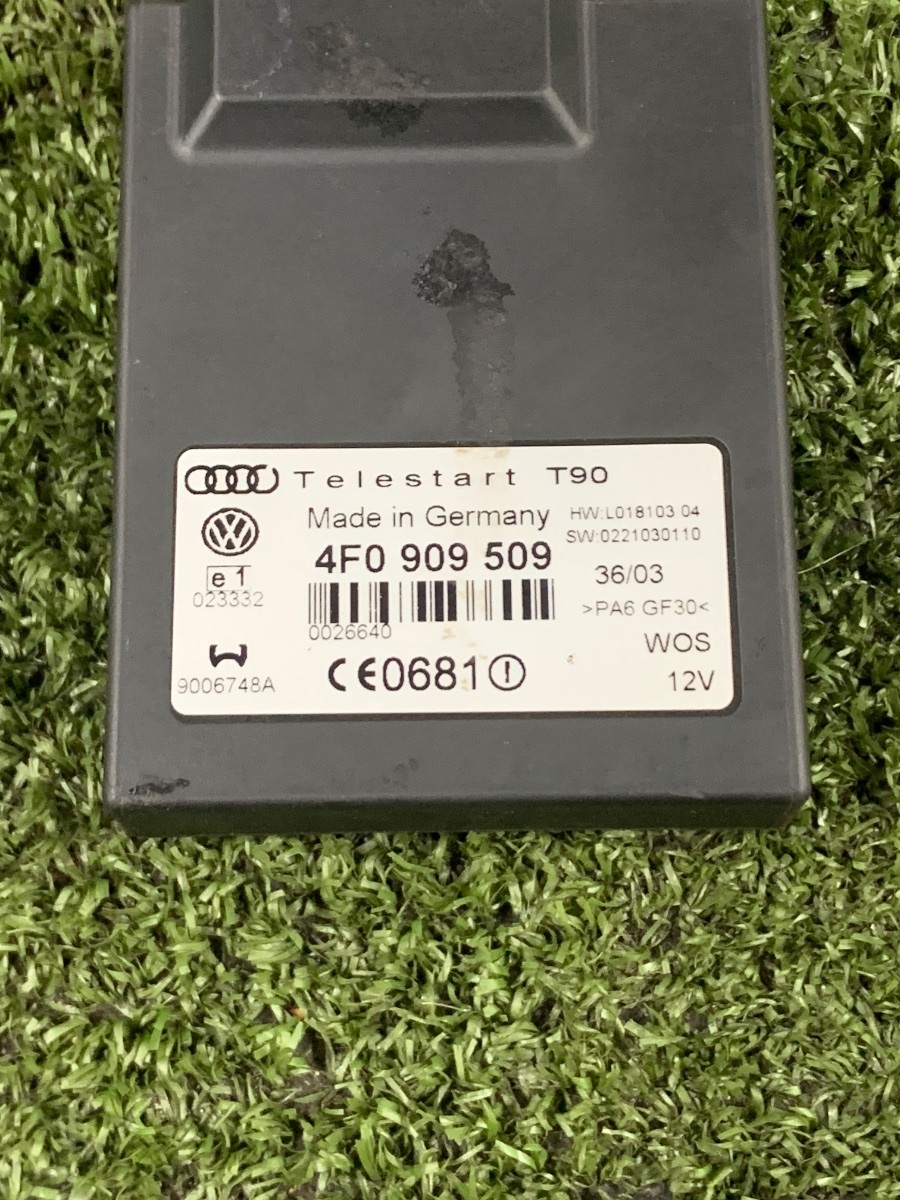 Telestart T90
Made in Germany
HW:L018103 04
SW:0221030110
4F0 909 509
e1
023332
36/03
0026640
>PA6 GF30<
WOS
9006748A
CE0681
12V